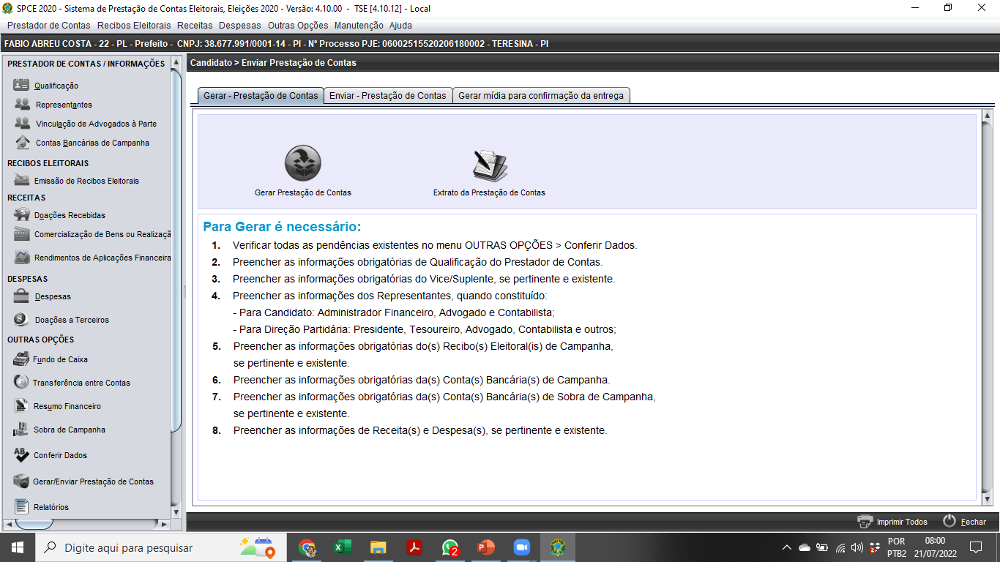 SPCE 2020 - Sistema de Prestação de Contas Eleitorais, Eleições 2020 - Versão: 4.10.00 - TSE [4.10.12] - Local
Prestador de Contas Recibos Eleitorais Receitas Despesas Outras Opções Manutenção Ajuda
FABIO ABREU COSTA - 22 - PL - Prefeito - CNPJ: 38.677.991/0001-14 - PI - Nº Processo PJE: 06002515520206180002 - TERESINA - PI
PRESTADOR DE CONTAS / INFORMAÇÕES
Qualificação
Representantes
Vinculação de Advogados à Parte
Contas Bancárias de Campanha
RECIBOS ELEITORAIS
Emissão de Recibos Eleitorais
RECEITAS
Doações Recebidas
Comercialização de Bens ou Realizaçã
Rendimentos de Aplicações Financeira
DESPESAS
Despesas
Doações a Terceiros
OUTRAS OPÇÕES
Fundo de Caixa
Transferência entre Contas
Resumo Financeiro
Sobra de Campanha
Conferir Dados
Gerar/Enviar Prestação de Contas
Relatórios
Candidato > Enviar Prestação de Contas
Gerar - Prestação de Contas Enviar - Prestação de Contas Gerar mídia para confirmação da entrega
Gerar Prestação de Contas Extrato da Prestação de Contas
Para Gerar é necessário:
1. Verificar todas as pendências existentes no menu OUTRAS OPÇÕES > Conferir Dados.
2. Preencher as informações obrigatórias de Qualificação do Prestador de Contas.
3. Preencher as informações obrigatórias do Vice/Suplente, se pertinente e existente.
4. Preencher as informações dos Representantes, quando constituído:
- Para Candidato: Administrador Financeiro, Advogado e Contabilista;
- Para Direção Partidária: Presidente, Tesoureiro, Advogado, Contabilista e outros;
5. Preencher as informações obrigatórias do(s) Recibo(s) Eleitoral(is) de Campanha,
se pertinente e existente.
6. Preencher as informações obrigatórias da(s) Conta(s) Bancária(s) de Campanha.
7. Preencher as informações obrigatórias da(s) Conta(s) Bancária(s) de Sobra de Campanha,
se pertinente e existente.
8. Preencher as informações de Receita(s) e Despesa(s), se pertinente e existente.
Imprimir Todos Fechar
Digite aqui para pesquisar
2
2
POR
PTB2
08:00
21/07/2022